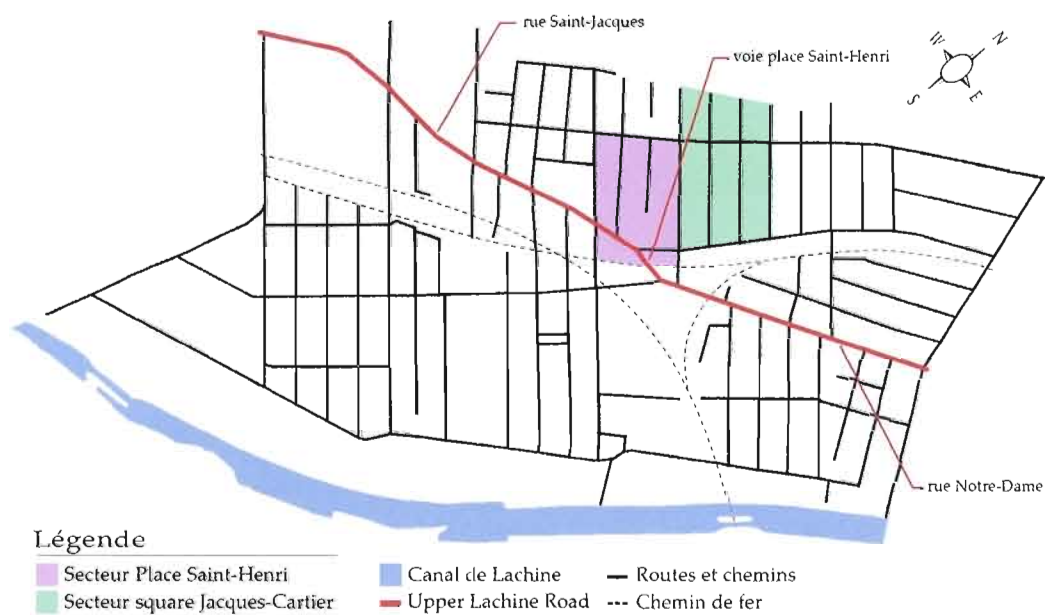 rue Saint-Jacques
voie place Saint-Henri
W
N
S
E
rue Notre-Dame
Légende
Secteur Place Saint-Henri
Canal de Lachine
Routes et chemins
Secteur square Jacques-Cartier
Upper Lachine Road
Chemin de fer